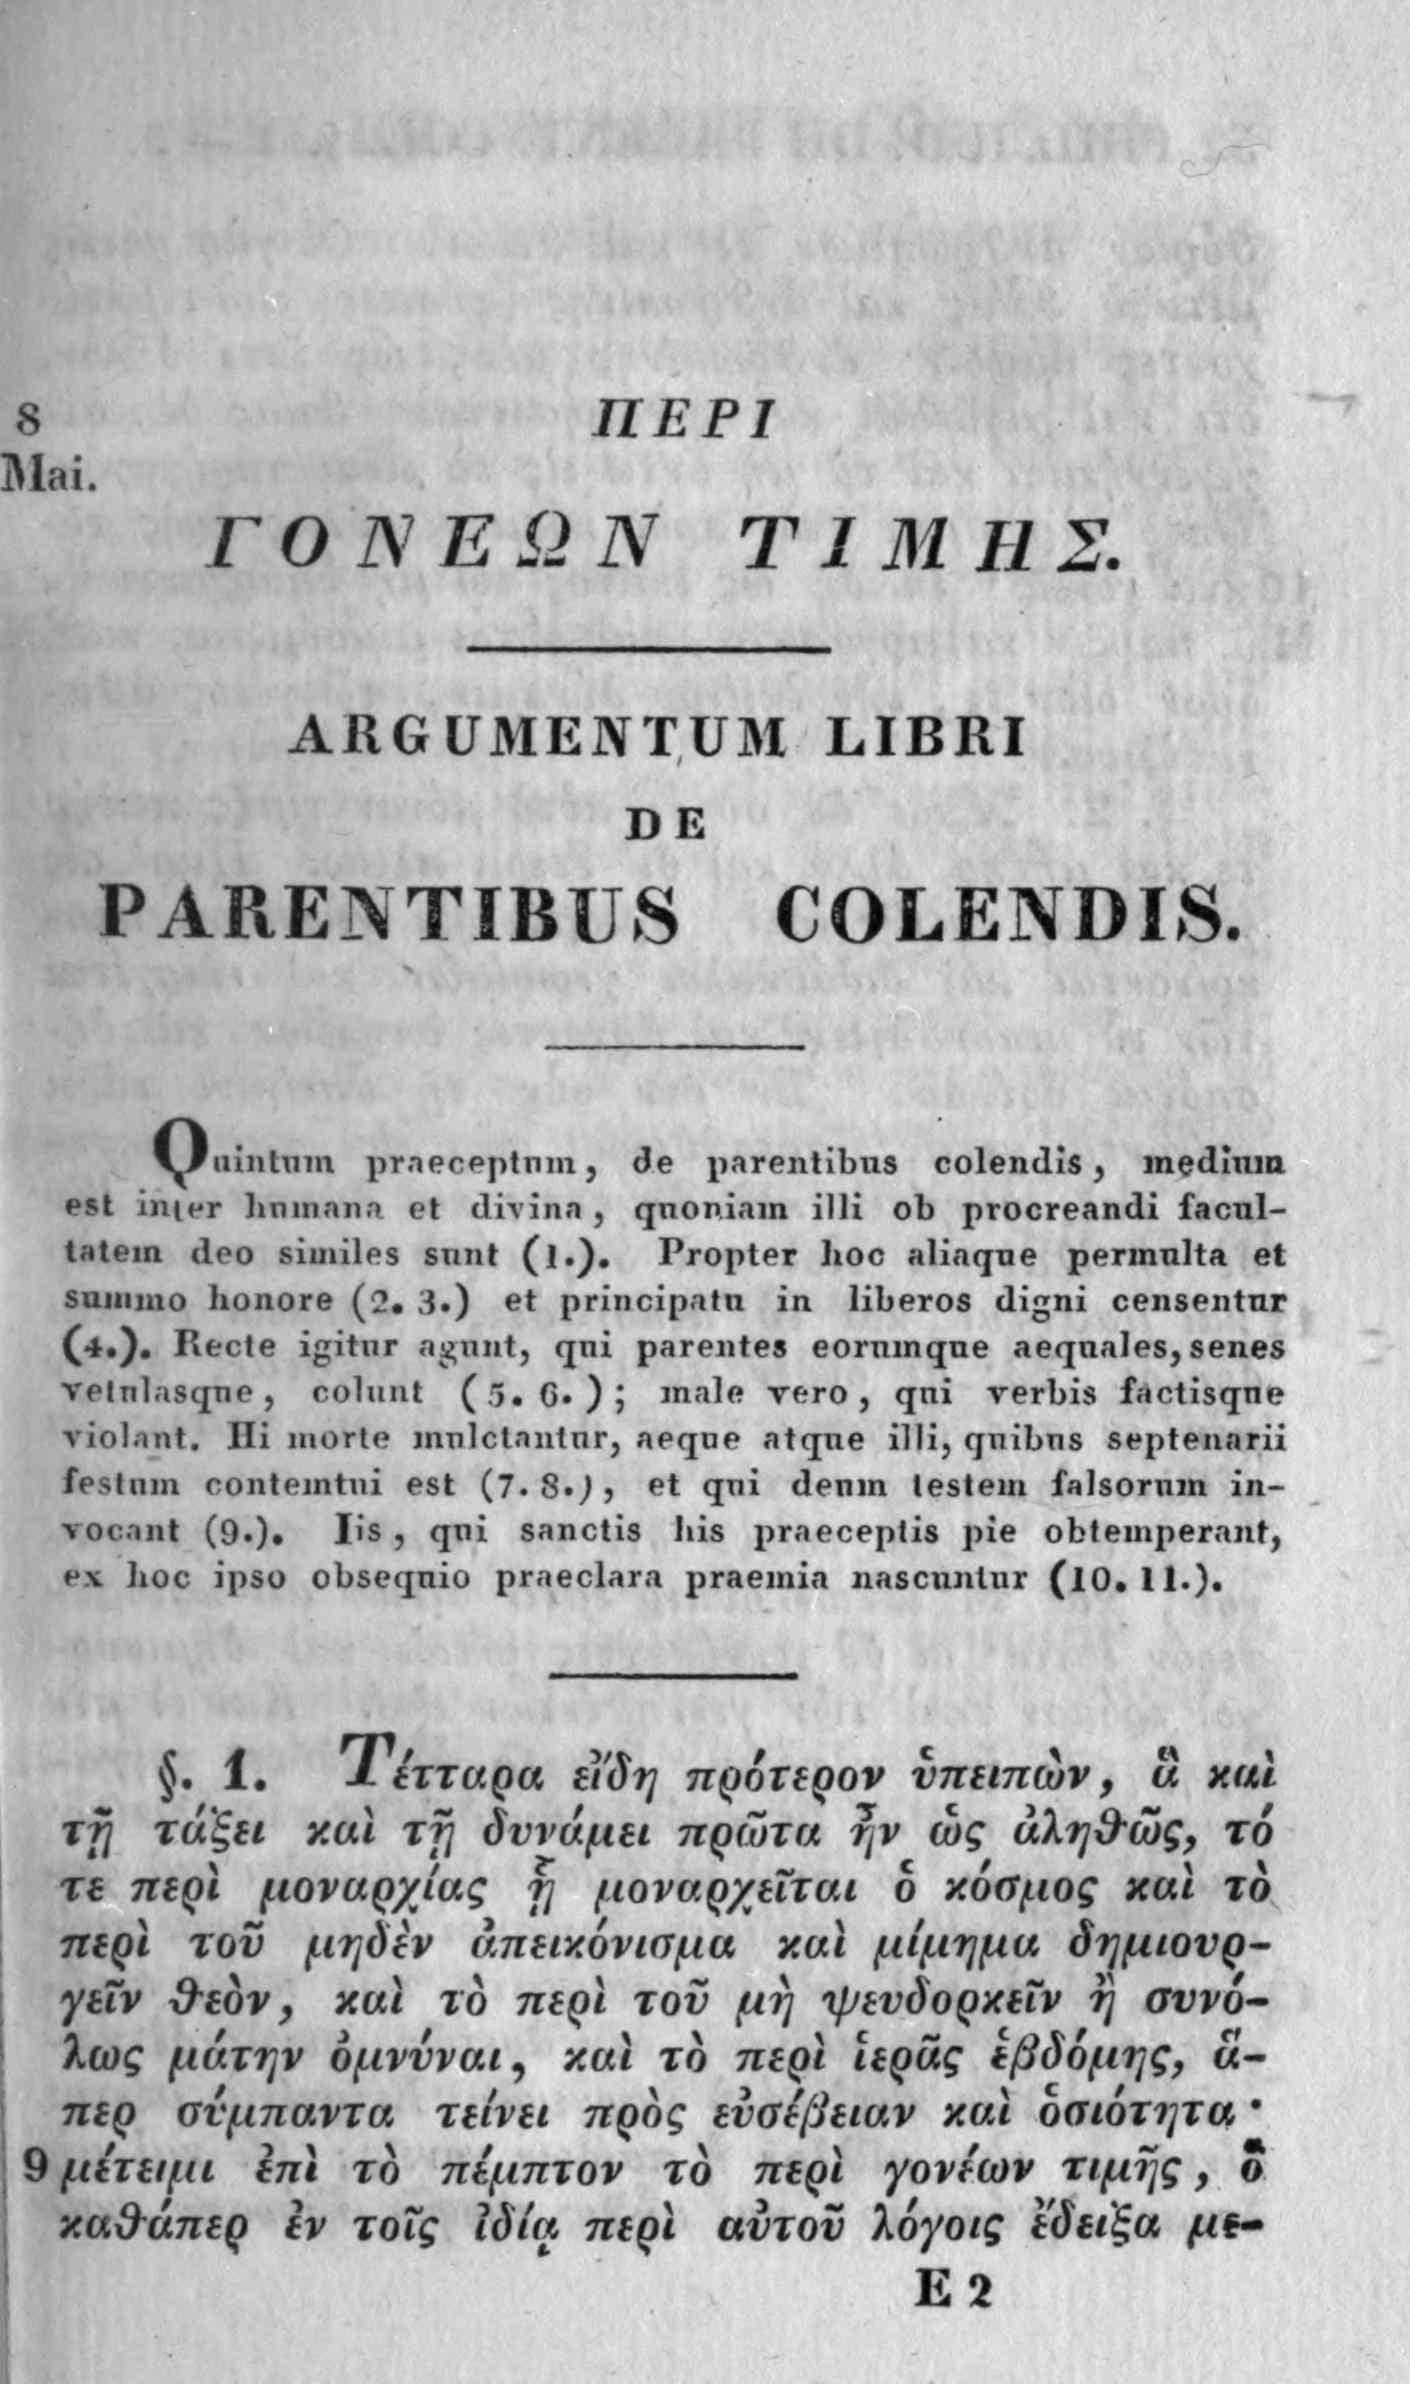 8
Mai.
ΠΕΡΙ
ΓΟΝΕΩΝ ΤΙΜΗΣ.
ARGUMENTUM LIBRI
DE
PARENTIBUS COLENDIS.
Quintum praeceptum, de parentibus colendis, medium
est inter humana et divina, quoniam illi ob procreandi facul-
tatem deo similes sunt (1.). Propter hoc aliaque permulta et
summo honore (2. 3.) et principatu in liberos digni censentur
(4.). Recte igitur agunt, qui parentes eorumque aequales, senes
vetulasque, colunt (5. 6.); male vero, qui verbis factisque
violant. Hi morte mulctantur, aeque atque illi, quibus septenarii
festum contemtui est (7. 8.), et qui deum testem falsorum in-
vocant (9.). Iis, qui sanctis his praeceptis pie obtemperant,
ex hoc ipso obsequio praeclara praemia nascuntur (10. 11.).
§. 1. Τέτταρα εἴδη πρότερον ὑπειπὼν, ἃ καὶ
τῇ τάξει καὶ τῇ δυνάμει πρῶτα ἦν ὡς ἀληθῶς, τό
τε περὶ μοναρχίας ᾗ μοναρχεῖται ὁ κόσμος καὶ τὸ
περὶ τοῦ μηδὲν ἀπεικόνισμα καὶ μίμημα δημιουρ-
γεῖν θεὸν, καὶ τὸ περὶ τοῦ μὴ ψευδορκεῖν ἢ συνό-
λως μάτην ὀμνύναι, καὶ τὸ περὶ ἱερᾶς ἑβδόμης, ἅ-
περ σύμπαντα τείνει πρὸς εὐσέβειαν καὶ ὁσιότητα·
9 μέτειμι ἐπὶ τὸ πέμπτον τὸ περὶ γονέων τιμῆς, ὃ
καθάπερ ἐν τοῖς ἰδίᾳ περὶ αὐτοῦ λόγοις ἔδειξα με-
E 2